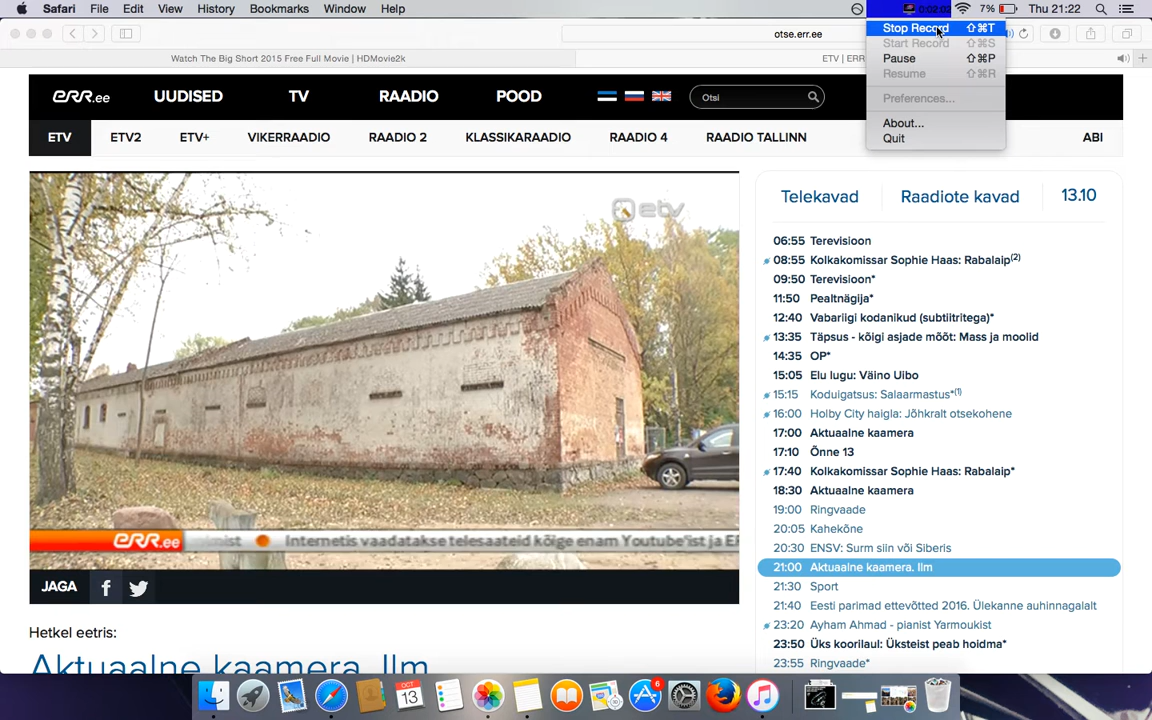 Safari File Edit View History Bookmarks Window Help 0:02:02 7% Thu 21:22
Stop Record ⇧⌘T
otse.err.ee
Start Record ⇧⌘S
Pause ⇧⌘P
Resume ⇧⌘R
Preferences...
About...
Quit
Watch The Big Short 2015 Free Full Movie | HDMovie2k
ETV | ERR
err.ee UUDISED TV RAADIO POOD Otsi
ETV ETV2 ETV+ VIKERRAADIO RAADIO 2 KLASSIKARAADIO RAADIO 4 RAADIO TALLINN ABI
etv
err.ee
Internetis vaadatakse telesaateid kõige enam Youtube'ist ja
JAGA
Hetkel eetris:
Aktuaalne kaamera. Ilm
Telekavad Raadiote kavad 13.10
06:55 Terevisioon
08:55 Kolkakomissar Sophie Haas: Rabalaip(2)
09:50 Terevisioon*
11:50 Pealtnägija*
12:40 Vabariigi kodanikud (subtiitritega)*
13:35 Täpsus - kõigi asjade mõõt: Mass ja moolid
14:35 OP*
15:05 Elu lugu: Väino Uibo
15:15 Koduigatsus: Salaarmastus*(1)
16:00 Holby City haigla: Jõhkralt otsekohene
17:00 Aktuaalne kaamera
17:10 Õnne 13
17:40 Kolkakomissar Sophie Haas: Rabalaip*
18:30 Aktuaalne kaamera
19:00 Ringvaade
20:05 Kahekõne
20:30 ENSV: Surm siin või Siberis
21:00 Aktuaalne kaamera. Ilm
21:30 Sport
21:40 Eesti parimad ettevõtted 2016. Ülekanne auhinnagalalt
23:20 Ayham Ahmad - pianist Yarmoukist
23:50 Üks koorilaul: Üksteist peab hoidma*
23:55 Ringvaade*
OCT
13
6